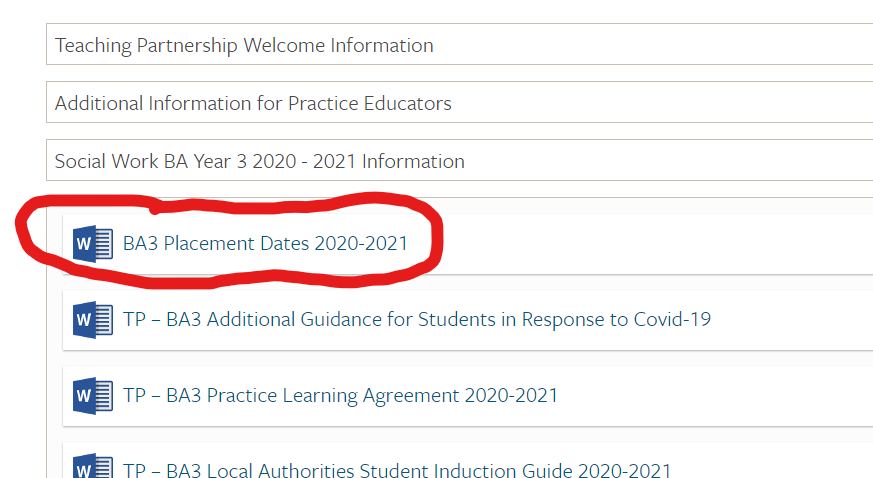 Teaching Partnership Welcome Information
Additional Information for Practice Educators
Social Work BA Year 3 2020 - 2021 Information
W BA3 Placement Dates 2020-2021
W TP – BA3 Additional Guidance for Students in Response to Covid-19
W TP – BA3 Practice Learning Agreement 2020-2021
W TP – BA3 Local Authorities Student Induction Guide 2020-2021